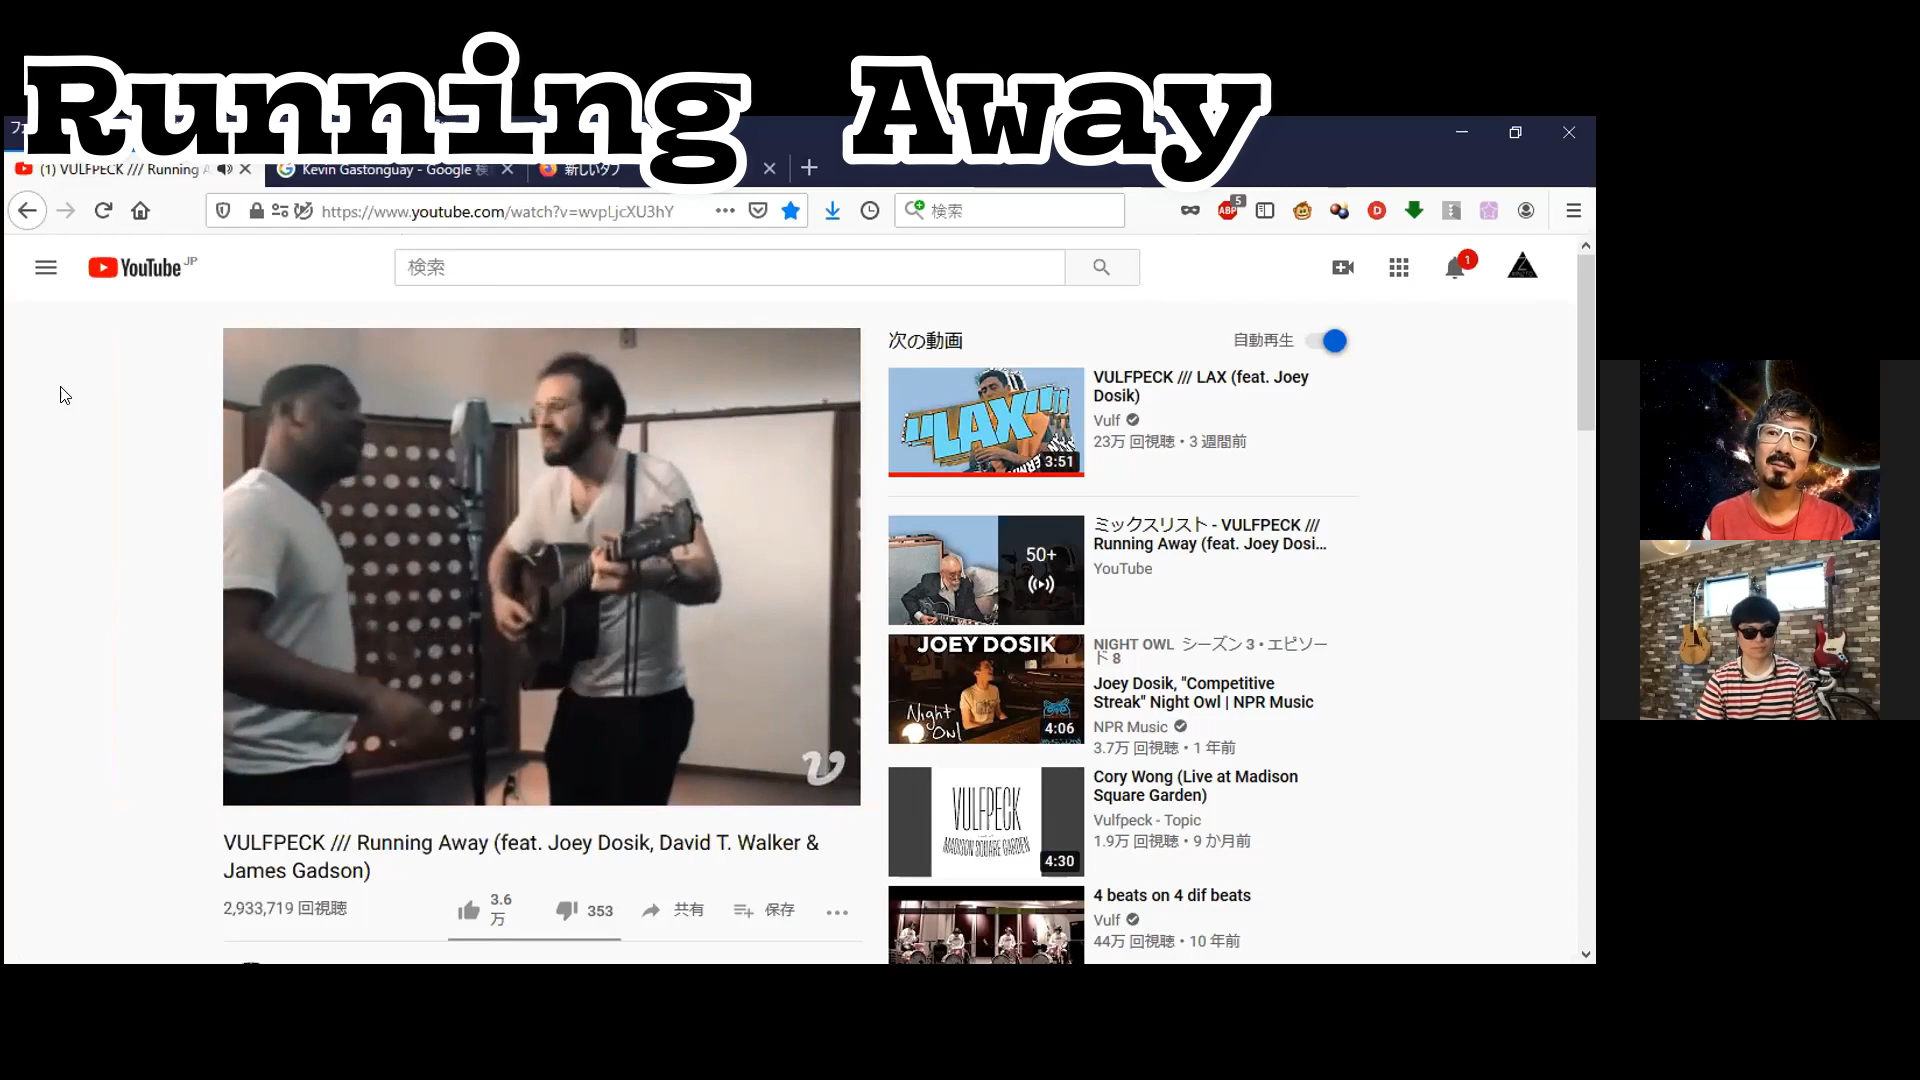 Running Away
(1) VULFPECK /// Running A
Kevin Gastonguay - Google 検
新しいタブ
https://www.youtube.com/watch?v=wvpLjcXU3hY
検索
ABP
5
YouTube JP
検索
1
次の動画
自動再生
"LAX"
3:51
VULFPECK /// LAX (feat. Joey
Dosik)
Vulf
23万 回視聴・3 週間前
50+
ミックスリスト - VULFPECK ///
Running Away (feat. Joey Dosi...
YouTube
JOEY DOSIK
Night
Owl
4:06
NIGHT OWL シーズン 3・エピソー
ド 8
Joey Dosik, "Competitive
Streak" Night Owl | NPR Music
NPR Music
3.7万 回視聴・1 年前
VULFPECK
MADISON SQUARE GARDEN
4:30
Cory Wong (Live at Madison
Square Garden)
Vulfpeck - Topic
1.9万 回視聴・9 か月前
4 beats on 4 dif beats
Vulf
44万 回視聴・10 年前
VULFPECK /// Running Away (feat. Joey Dosik, David T. Walker &
James Gadson)
2,933,719 回視聴
3.6
万
353
共有
保存